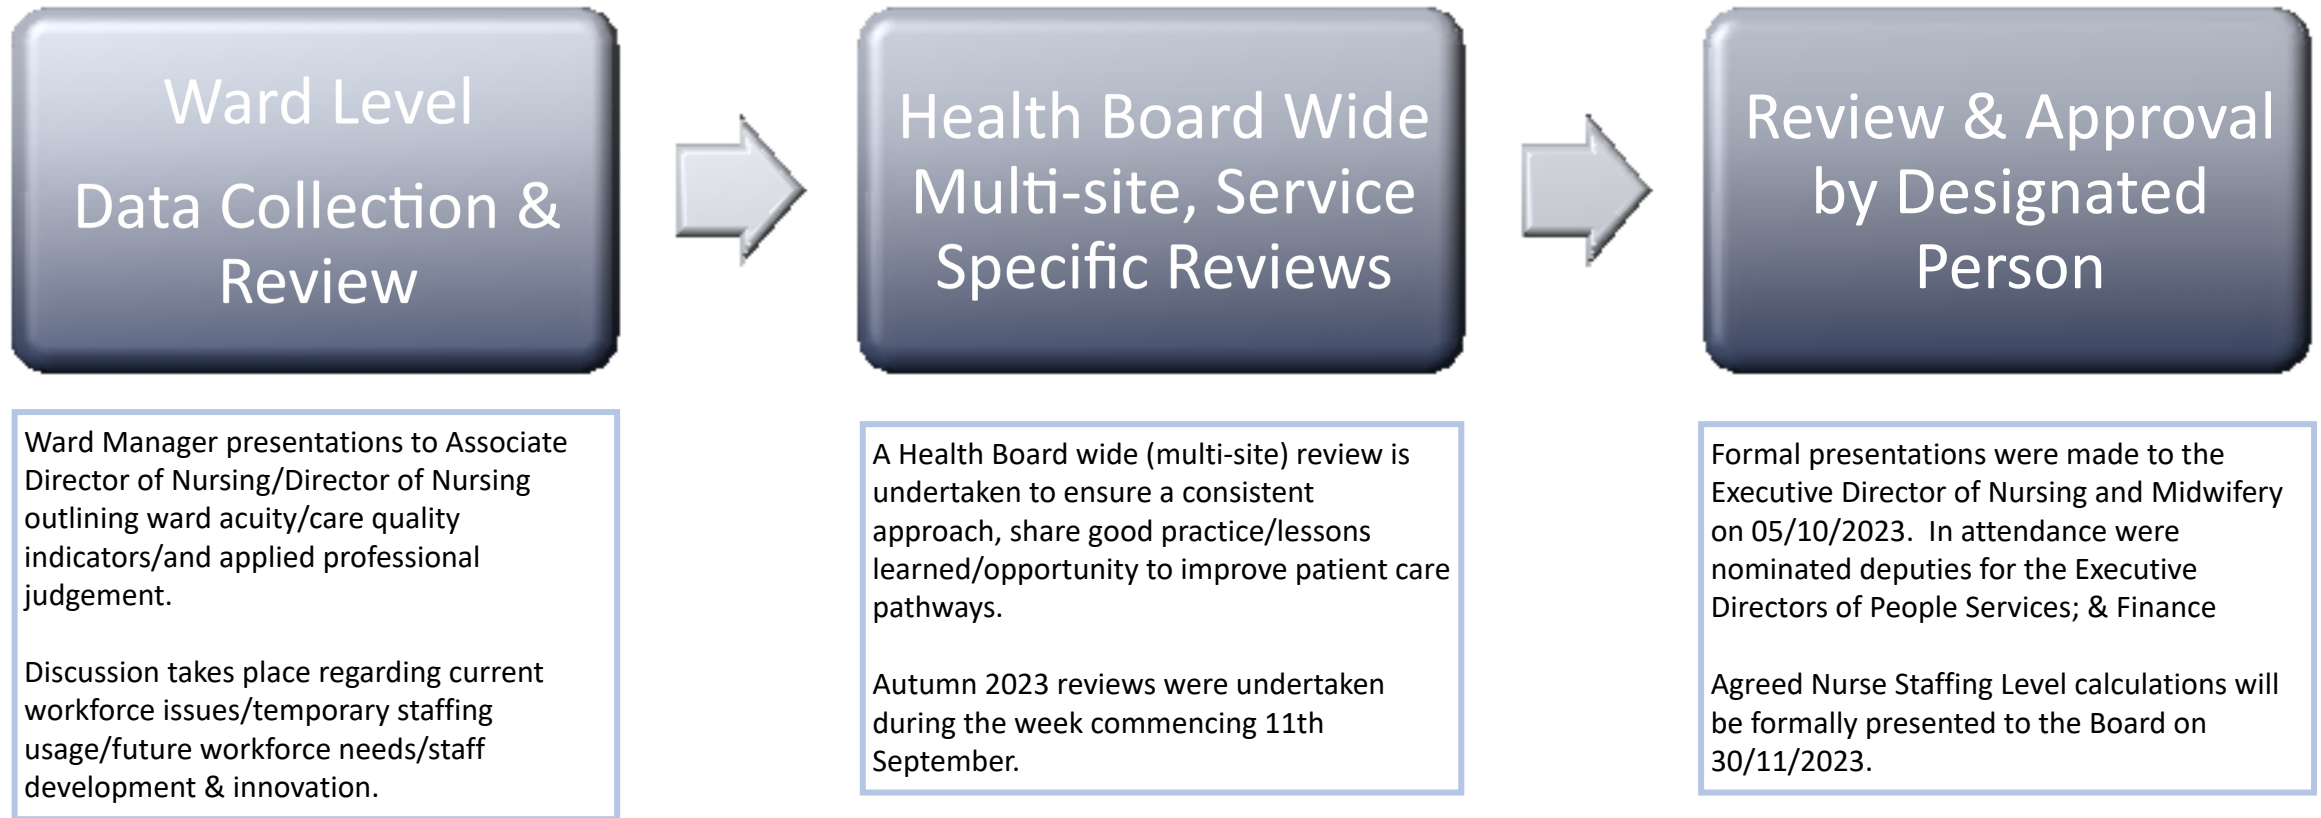 Ward Level
Data Collection &
Review
Health Board Wide
Multi-site, Service
Specific Reviews
Review & Approval
by Designated
Person
Ward Manager presentations to Associate
Director of Nursing/Director of Nursing
outlining ward acuity/care quality
indicators/and applied professional
judgement.
Discussion takes place regarding current
workforce issues/temporary staffing
usage/future workforce needs/staff
development & innovation.
A Health Board wide (multi-site) review is
undertaken to ensure a consistent
approach, share good practice/lessons
learned/opportunity to improve patient care
pathways.
Autumn 2023 reviews were undertaken
during the week commencing 11th
September.
Formal presentations were made to the
Executive Director of Nursing and Midwifery
on 05/10/2023.  In attendance were
nominated deputies for the Executive
Directors of People Services; & Finance
Agreed Nurse Staffing Level calculations will
be formally presented to the Board on
30/11/2023.